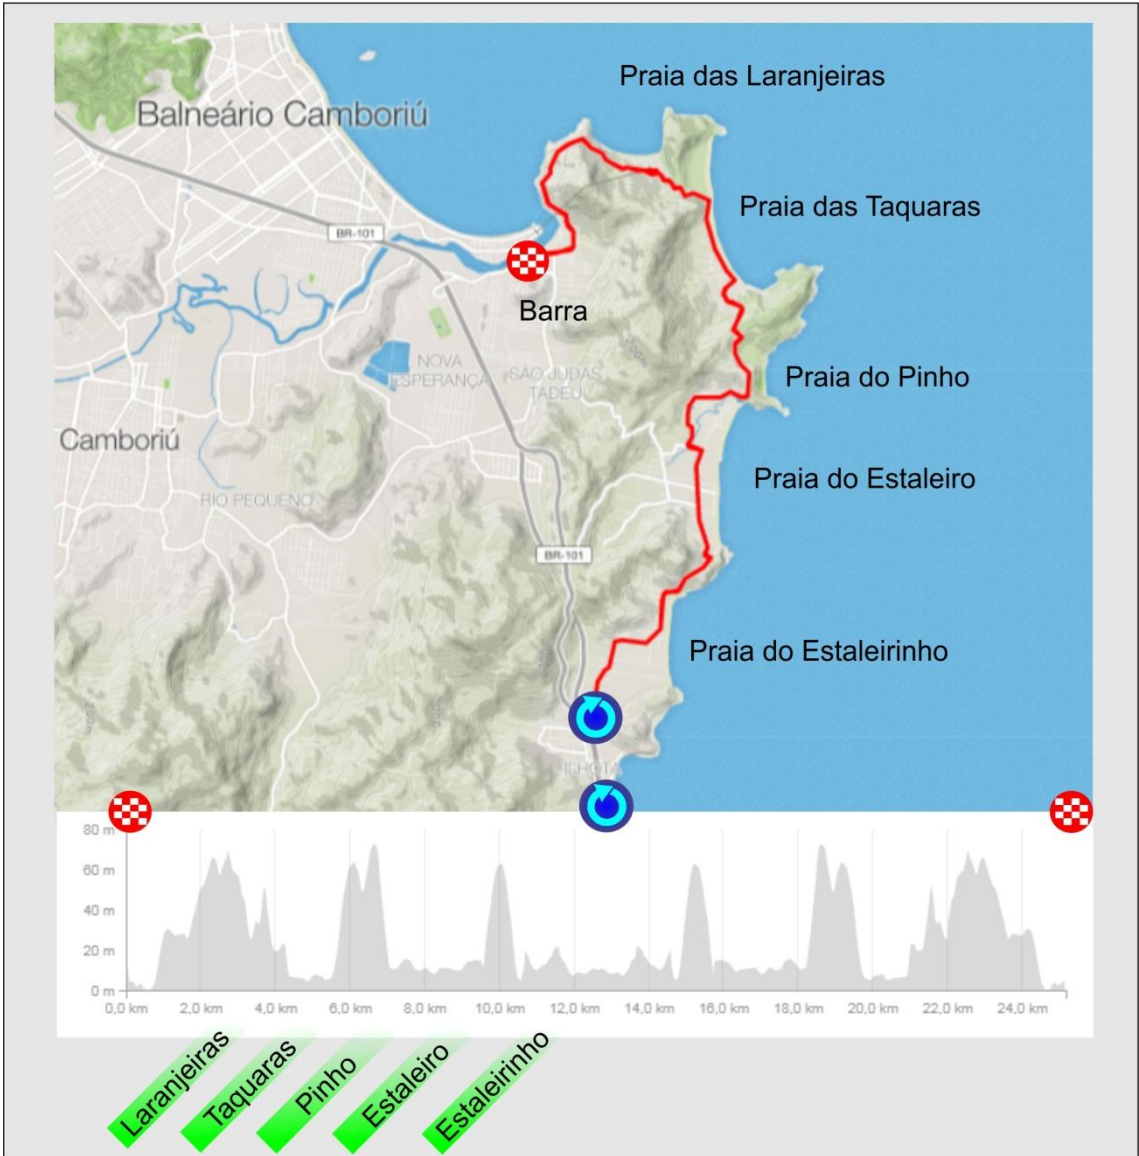 Praia das Laranjeiras
Balneário Camboriú
Praia das Taquaras
BR-101
Barra
200m
NOVA
ESPERANÇA
SÃO JUDAS
TADEU
Praia do Pinho
Camboriú
Praia do Estaleiro
RIO PEQUENO
BR-101
Praia do Estaleirinho
200m
ILHOTA
80 m
60 m
40 m
20 m
0 m
0,0 km 2,0 km 4,0 km 6,0 km 8,0 km 10,0 km 12,0 km 14,0 km 16,0 km 18,0 km 20,0 km 22,0 km 24,0 km
Laranjeiras
Taquaras
Pinho
Estaleiro
Estaleirinho